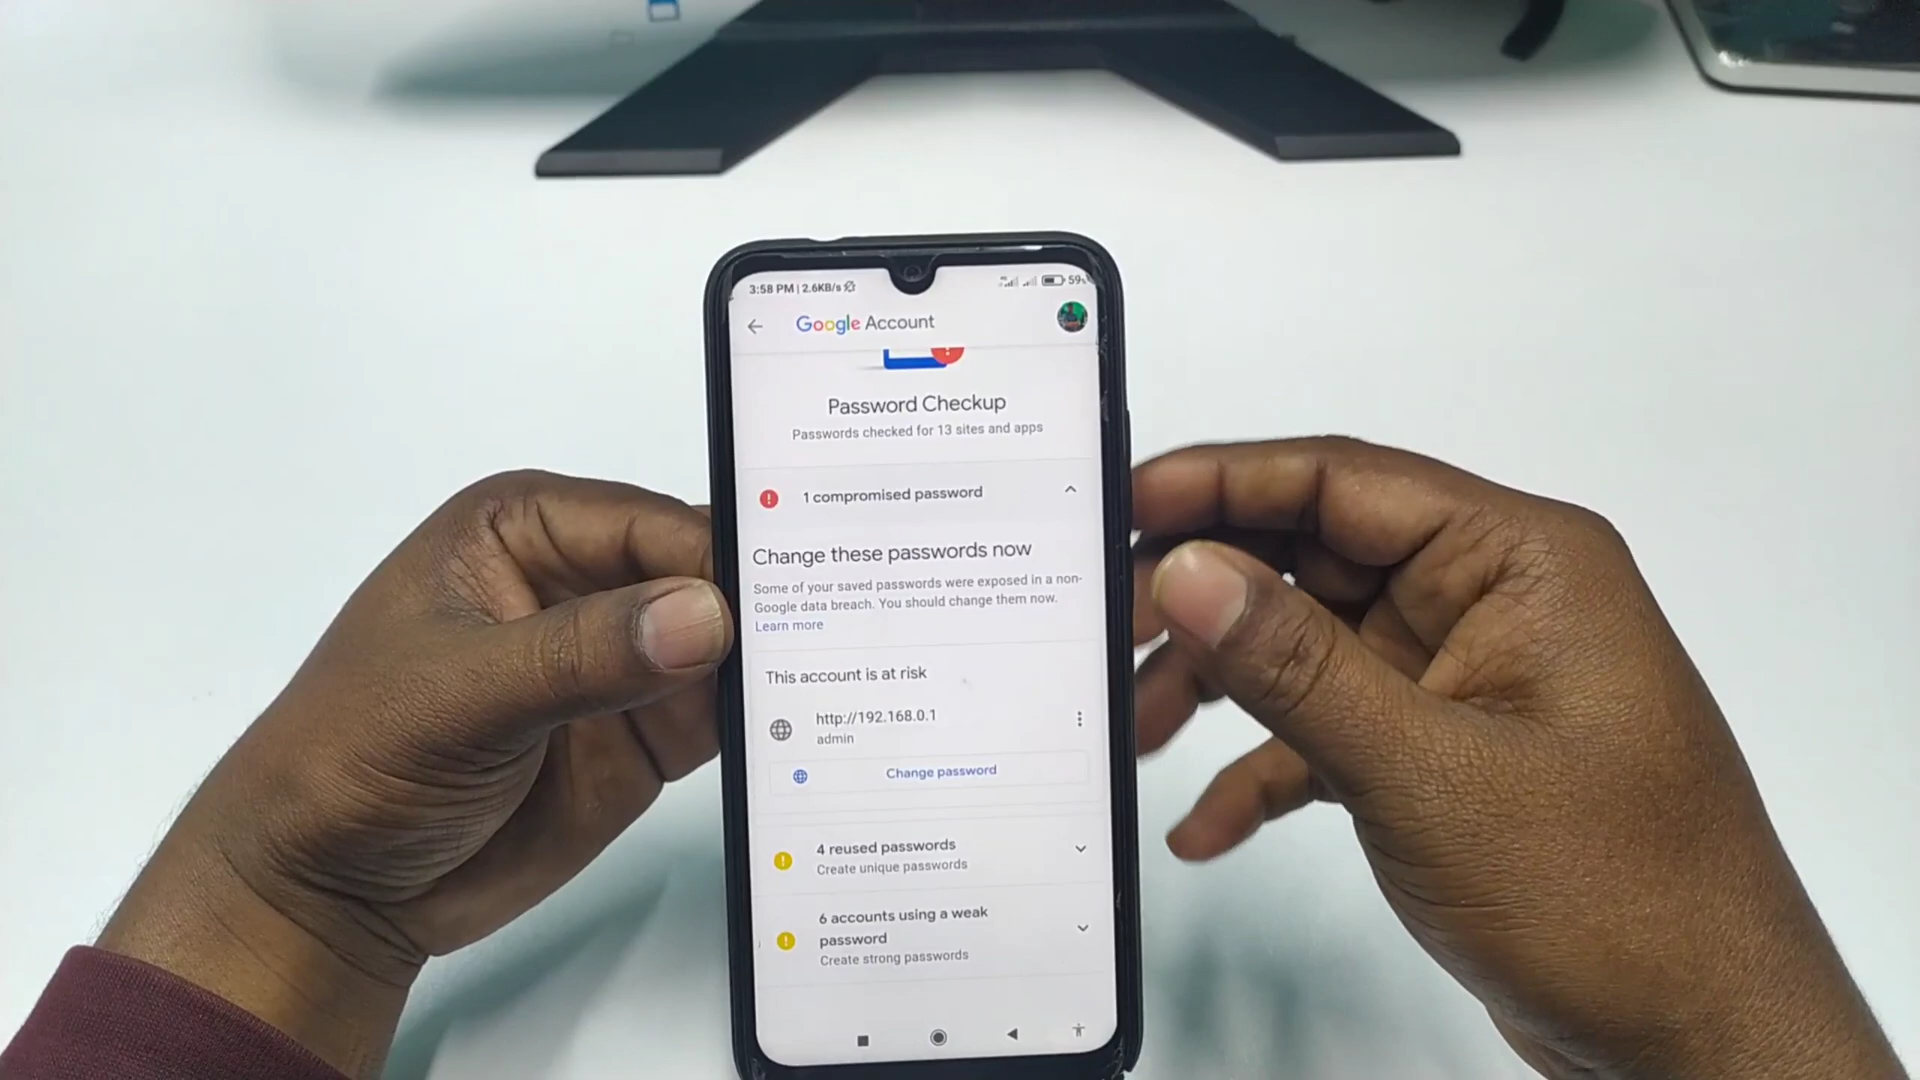 3:58 PM | 2.6KB/s
59%
Google Account
Password Checkup
Passwords checked for 13 sites and apps
1 compromised password
Change these passwords now
Some of your saved passwords were exposed in a non-
Google data breach. You should change them now.
Learn more
This account is at risk
http://192.168.0.1
admin
Change password
4 reused passwords
Create unique passwords
6 accounts using a weak
password
Create strong passwords